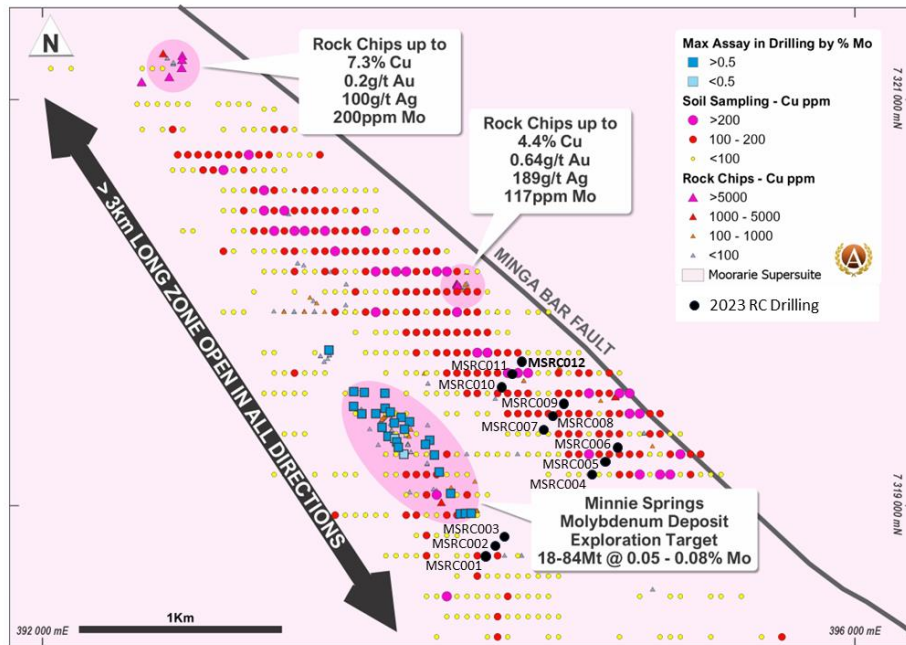 N
Rock Chips up to
7.3% Cu
0.2g/t Au
100g/t Ag
200ppm Mo
Rock Chips up to
4.4% Cu
0.64g/t Au
189g/t Ag
117ppm Mo
Max Assay in Drilling by % Mo
>0.5
<0.5
Soil Sampling - Cu ppm
>200
100 - 200
<100
Rock Chips - Cu ppm
>5000
1000 - 5000
100 - 1000
<100
Moorarie Supersuite
A
2023 RC Drilling
7 321 000 mN
> 3km LONG ZONE OPEN IN ALL DIRECTIONS
MINGA BAR FAULT
MSRC012
MSRC011
MSRC010
MSRC009
MSRC008
MSRC007
MSRC006
MSRC005
MSRC004
7 319 000 mN
Minnie Springs
Molybdenum Deposit
Exploration Target
18-84Mt @ 0.05 - 0.08% Mo
MSRC003
MSRC002
MSRC001
1Km
392 000 mE
396 000 mE